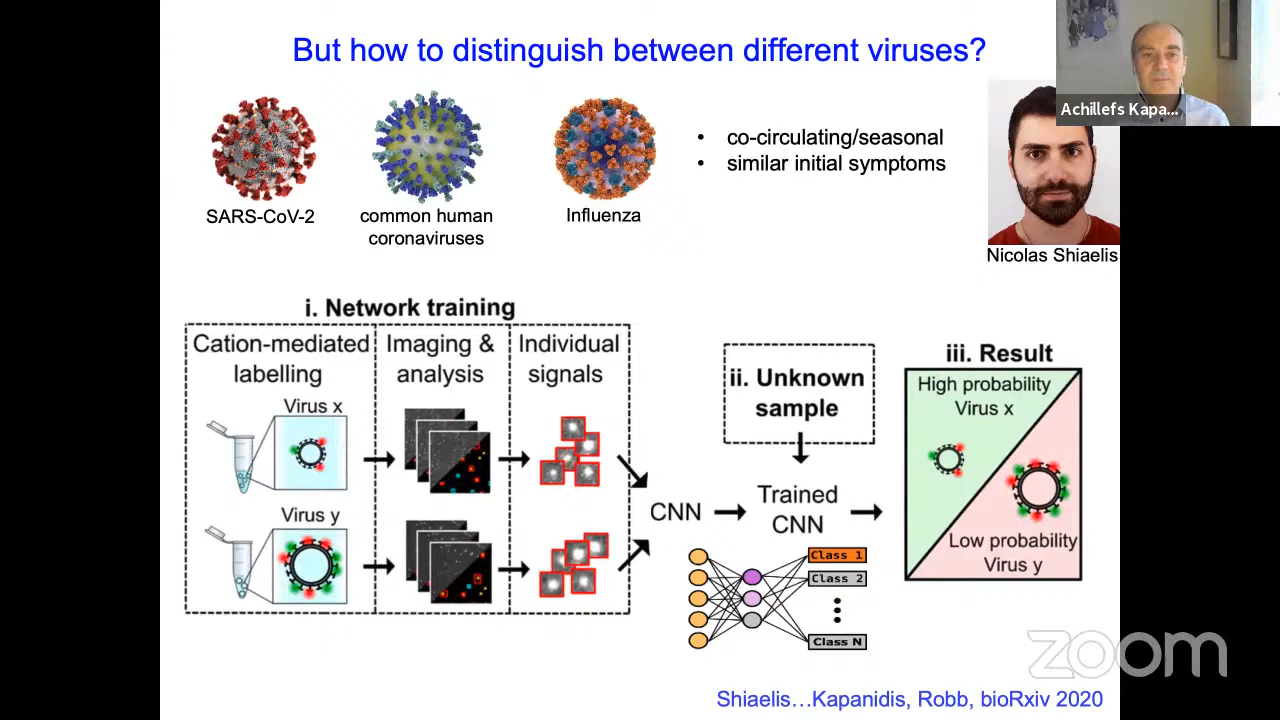 But how to distinguish between different viruses?
Achillefs Kapa...
SARS-CoV-2
common human
coronaviruses
Influenza
• co-circulating/seasonal
• similar initial symptoms
Nicolas Shiaelis
i. Network training
Cation-mediated
labelling
Imaging &
analysis
Individual
signals
Virus x
Virus y
CNN
ii. Unknown
sample
Trained
CNN
Class 1
Class 2
Class N
iii. Result
High probability
Virus x
Low probability
Virus y
zoom
Shiaelis…Kapanidis, Robb, bioRxiv 2020